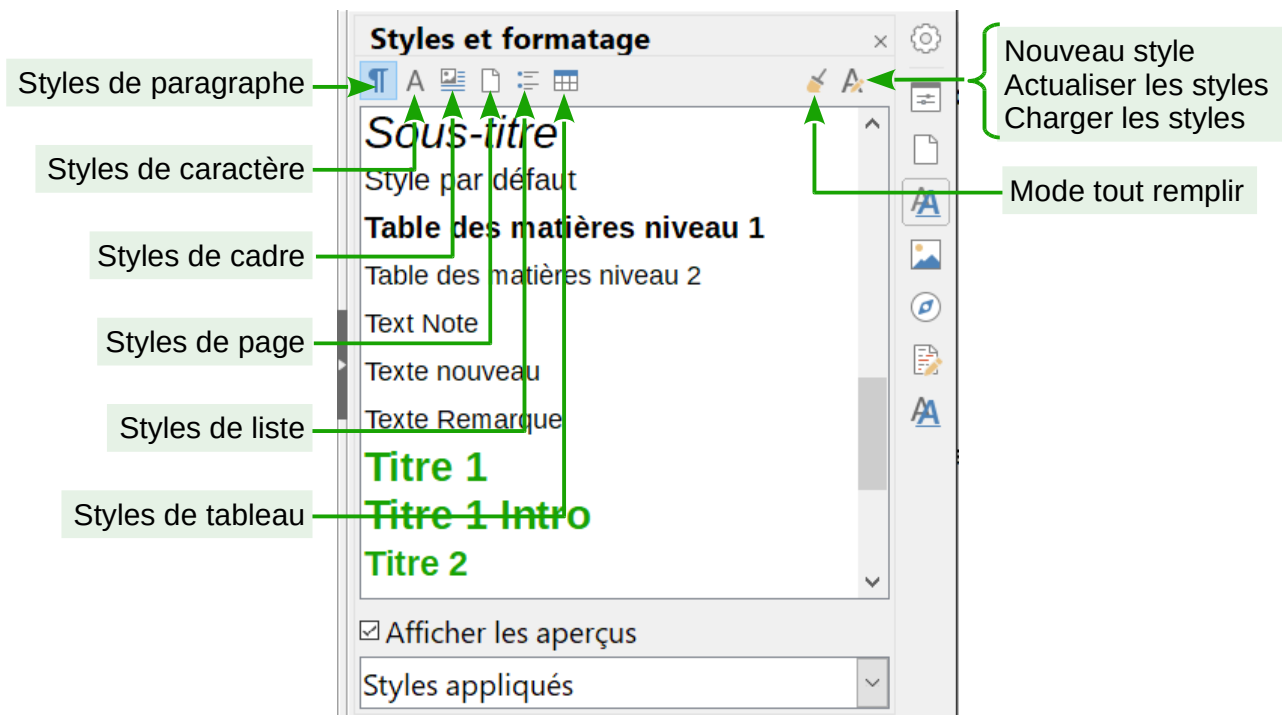 Styles et formatage
Nouveau style
Actualiser les styles
Charger les styles
Styles de paragraphe
Sous-titre
Styles de caractère
Style par défaut
Mode tout remplir
Table des matières niveau 1
Styles de cadre
Table des matières niveau 2
Text Note
Styles de page
Texte nouveau
Texte Remarque
Styles de liste
Titre 1
Styles de tableau
Titre 1 Intro
Titre 2
Afficher les aperçus
Styles appliqués